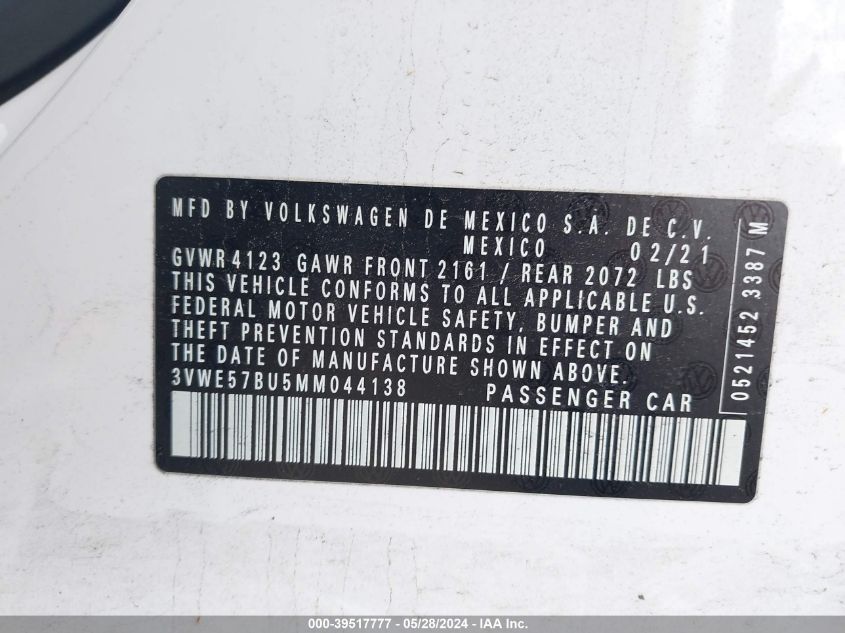 MFD BY VOLKSWAGEN DE MEXICO S.A. DE C.V.
MEXICO 02/21
GVWR 4123 GAWR FRONT 2161 / REAR 2072 LBS
THIS VEHICLE CONFORMS TO ALL APPLICABLE U.S.
FEDERAL MOTOR VEHICLE SAFETY, BUMPER AND
THEFT PREVENTION STANDARDS IN EFFECT ON
THE DATE OF MANUFACTURE SHOWN ABOVE.
3VWE57BU5MM044138 PASSENGER CAR
0521452 3387 M
000-39517777 - 05/28/2024 - IAA Inc.